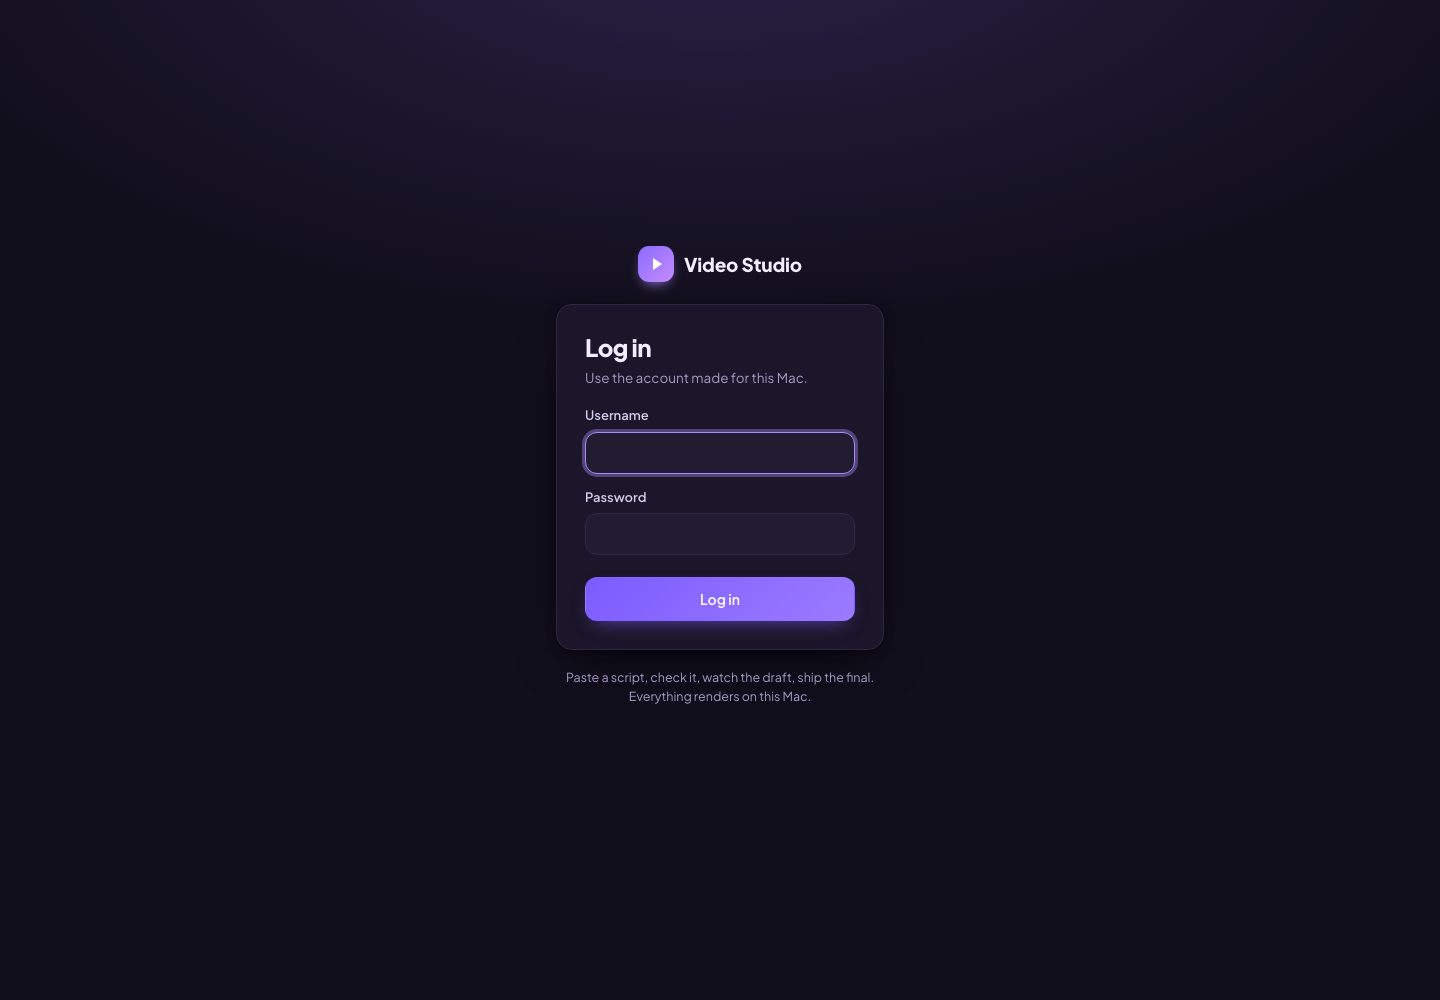 Video Studio
Log in
Use the account made for this Mac.
Username
Password
Log in
Paste a script, check it, watch the draft, ship the final.
Everything renders on this Mac.